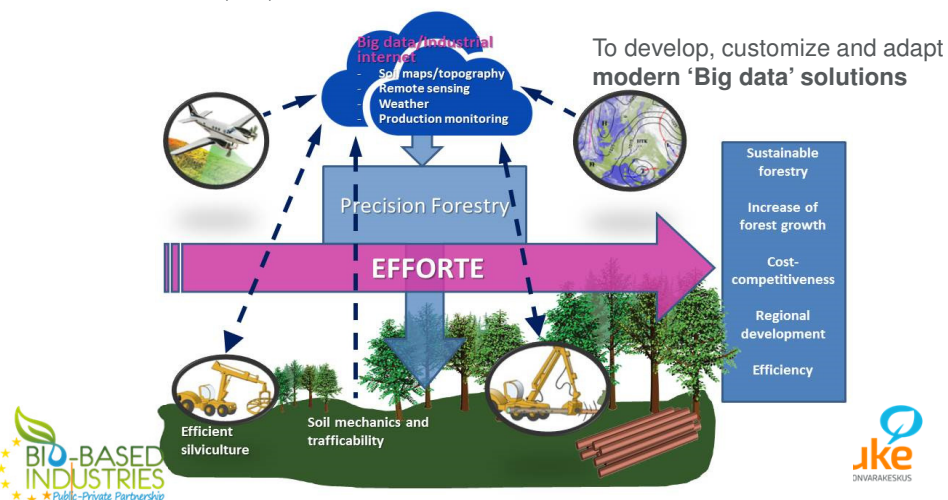 Big data/Industrial
internet
- Soil maps/topography
- Remote sensing
- Weather
- Production monitoring
To develop, customize and adapt
modern ‘Big data’ solutions
Precision Forestry
EFFORTE
Sustainable
forestry
Increase of
forest growth
Cost-
competitiveness
Regional
development
Efficiency
Efficient
silviculture
Soil mechanics and
trafficability
BIO-BASED
INDUSTRIES
Public-Private Partnership
uke
ONVARAKESKUS